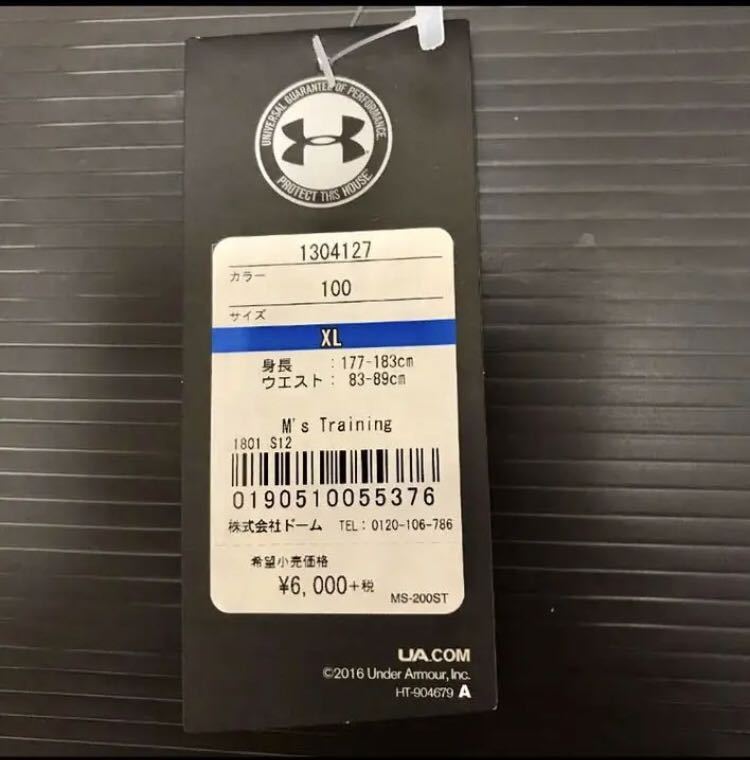 UNIVERSAL GUARANTEE OF PERFORMANCE.
PROTECT THIS HOUSE
1304127
カラー
100
サイズ
XL
身長 : 177-183cm
ウエスト : 83-89cm
M's Training
1801 S12
0190510055376
株式会社ドーム TEL : 0120-106-786
希望小売価格
¥6,000+税
MS-200ST
UA.COM
©2016 Under Armour, Inc.
HT-904679 A